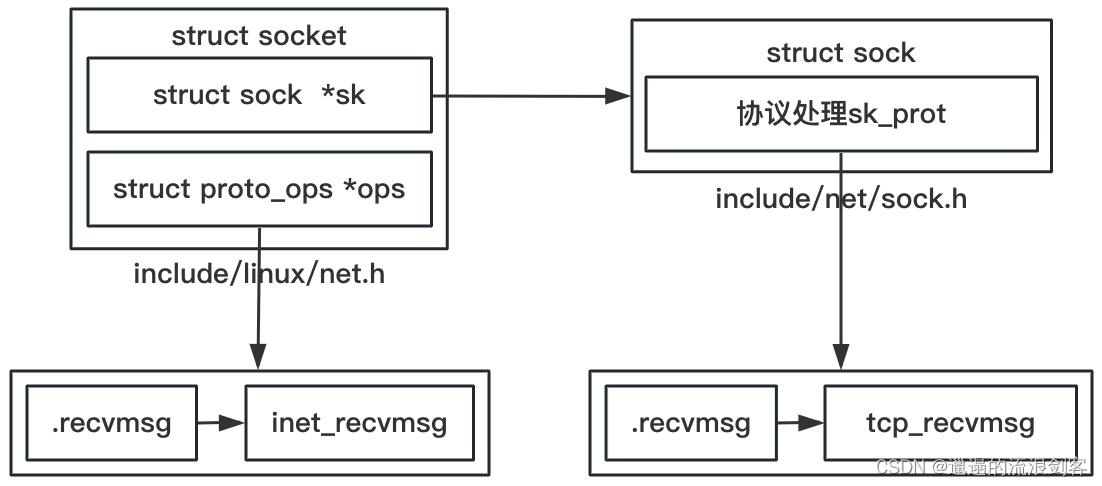 struct socket
struct sock *sk
struct proto_ops *ops
include/linux/net.h
.recvmsg
inet_recvmsg
struct sock
协议处理sk_prot
include/net/sock.h
.recvmsg
tcp_recvmsg
CSDN @邋遢的流浪剑客